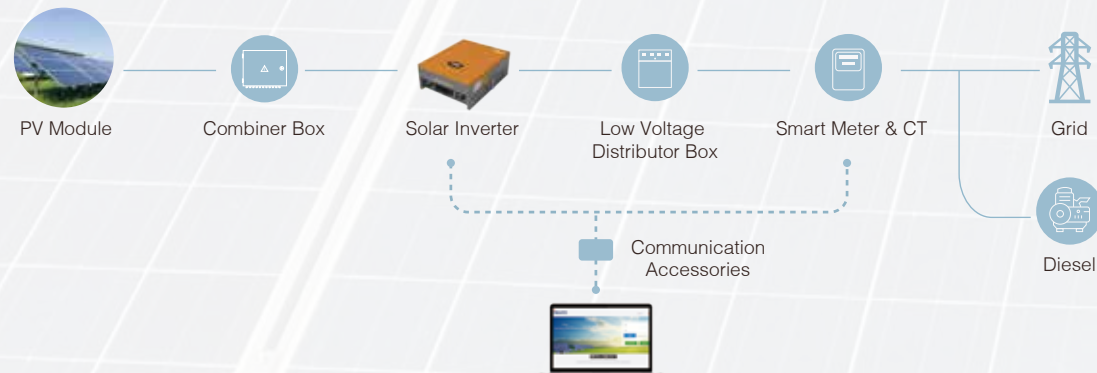 PV Module
Combiner Box
Solar Inverter
Low Voltage
Distributor Box
Smart Meter & CT
Grid
Diesel
Communication
Accessories